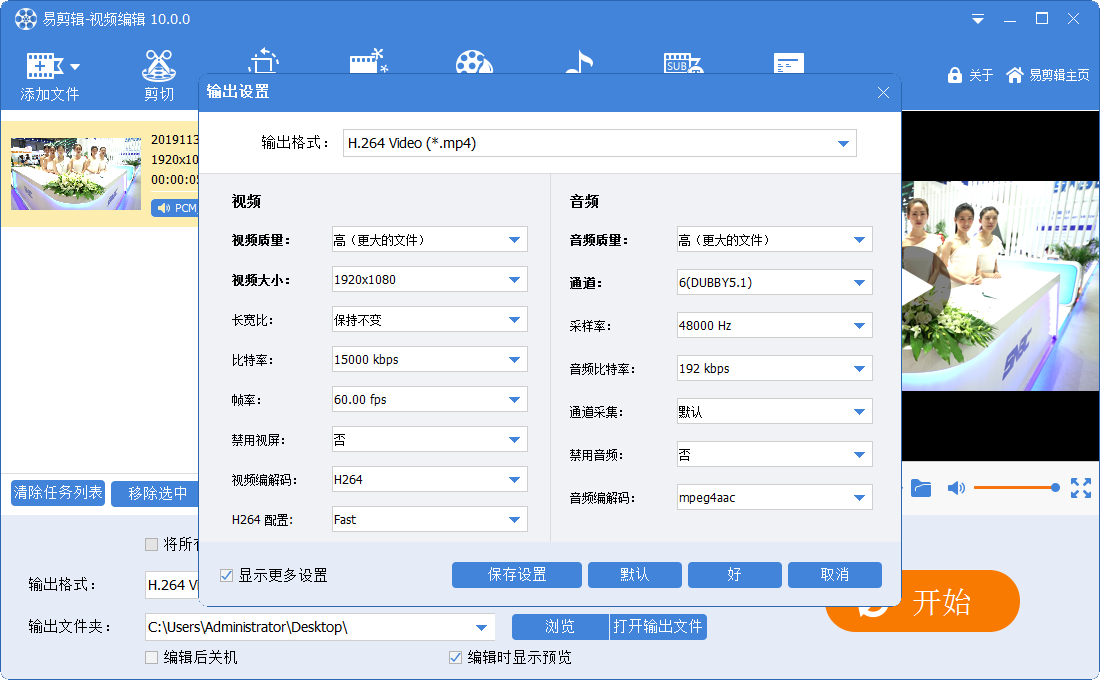 易剪辑-视频编辑 10.0.0
添加文件
剪切
SUB
关于
易剪辑主页
输出设置
输出格式：
H.264 Video (*.mp4)
2019113
1920x10
00:00:05
PCM
视频
视频质量：
高（更大的文件）
视频大小：
1920x1080
长宽比：
保持不变
比特率：
15000 kbps
帧率：
60.00 fps
禁用视屏：
否
视频编解码：
H264
H264 配置：
Fast
音频
音频质量：
高（更大的文件）
通道：
6(DUBBY5.1)
采样率：
48000 Hz
音频比特率：
192 kbps
通道采集：
默认
禁用音频：
否
音频编解码：
mpeg4aac
显示更多设置
保存设置
默认
好
取消
清除任务列表
移除选中
将所有
输出格式：
H.264 V
开始
输出文件夹：
C:\Users\Administrator\Desktop\
浏览
打开输出文件
编辑后关机
编辑时显示预览